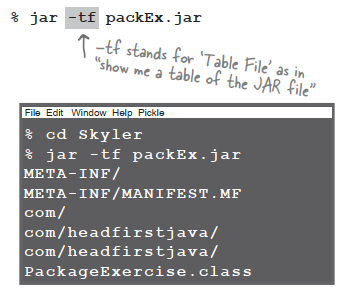 % jar -tf packEx.jar
-tf stands for 'Table File' as in
"show me a table of the JAR file"
File Edit Window Help Pickle
% cd Skyler
% jar -tf packEx.jar
META-INF/
META-INF/MANIFEST.MF
com/
com/headfirstjava/
com/headfirstjava/
PackageExercise.class